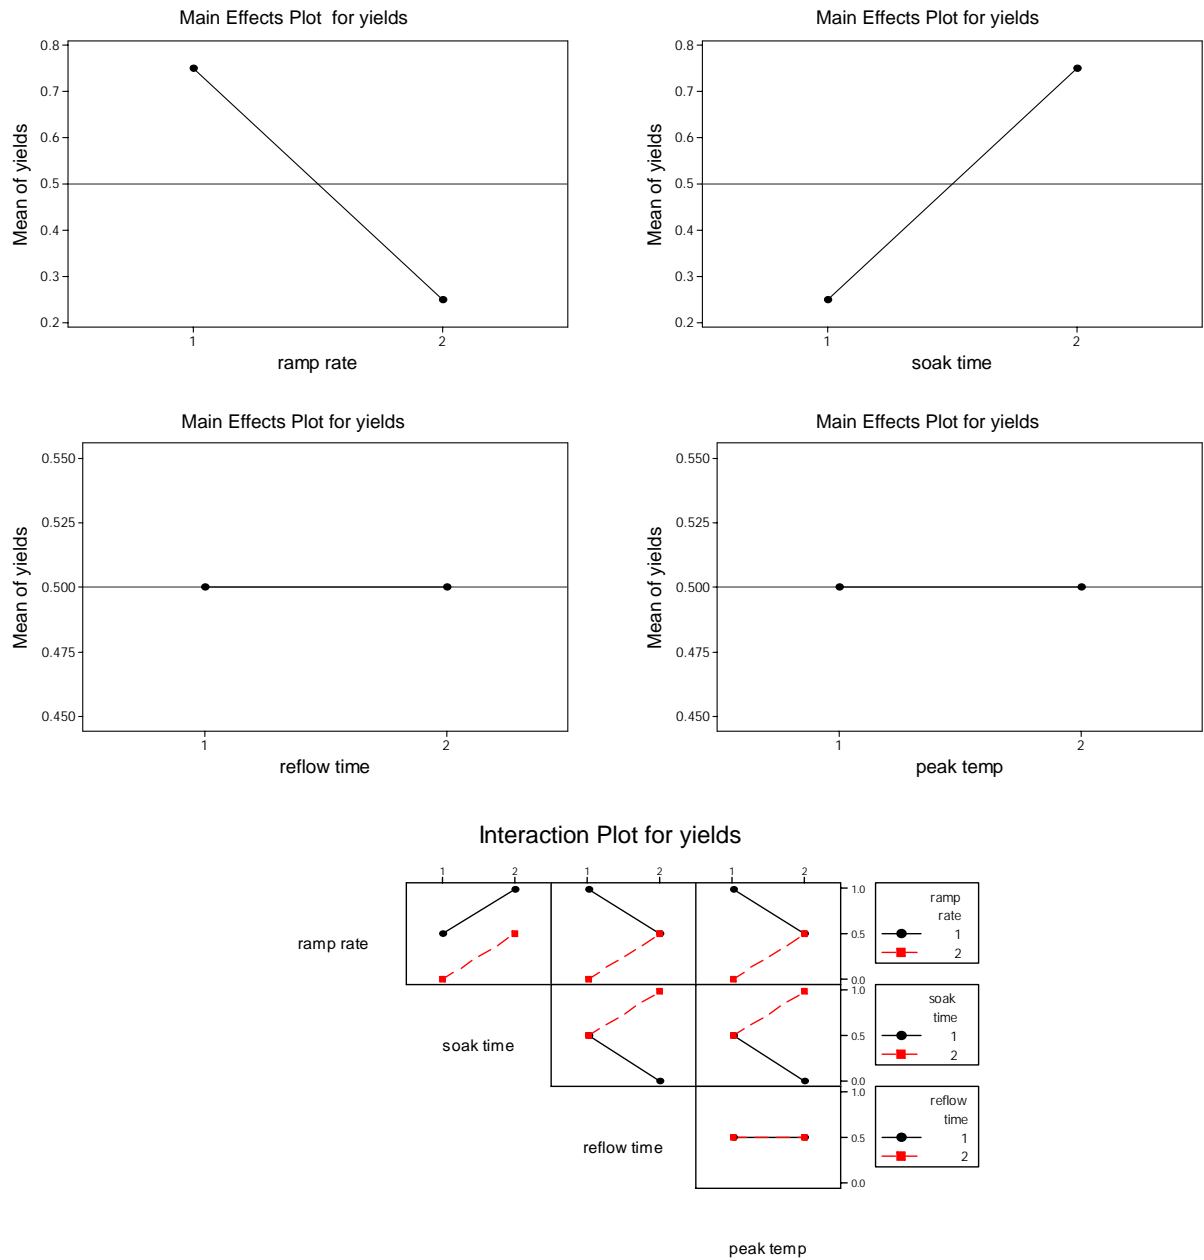 Main Effects Plot for yields
Main Effects Plot for yields
0.8
0.7
0.6
0.5
0.4
0.3
0.2
Mean of yields
1
2
ramp rate
0.8
0.7
0.6
0.5
0.4
0.3
0.2
Mean of yields
1
2
soak time
Main Effects Plot for yields
Main Effects Plot for yields
0.550
0.525
0.500
0.475
0.450
Mean of yields
1
2
reflow time
0.550
0.525
0.500
0.475
0.450
Mean of yields
1
2
peak temp
Interaction Plot for yields
1 2 1 2 1 2
ramp rate
1.0
0.5
0.0
ramp
rate
1
2
soak time
1.0
0.5
0.0
soak
time
1
2
reflow time
1.0
0.5
0.0
reflow
time
1
2
peak temp